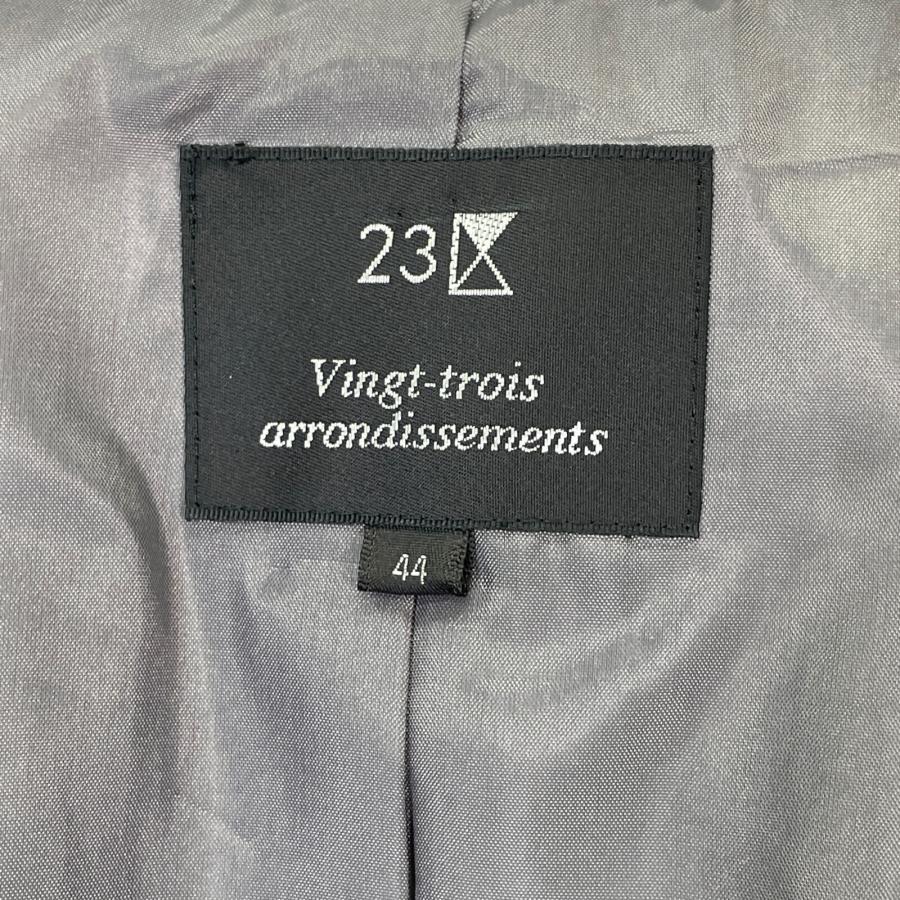 23
Vingt-trois
arrondissements
44